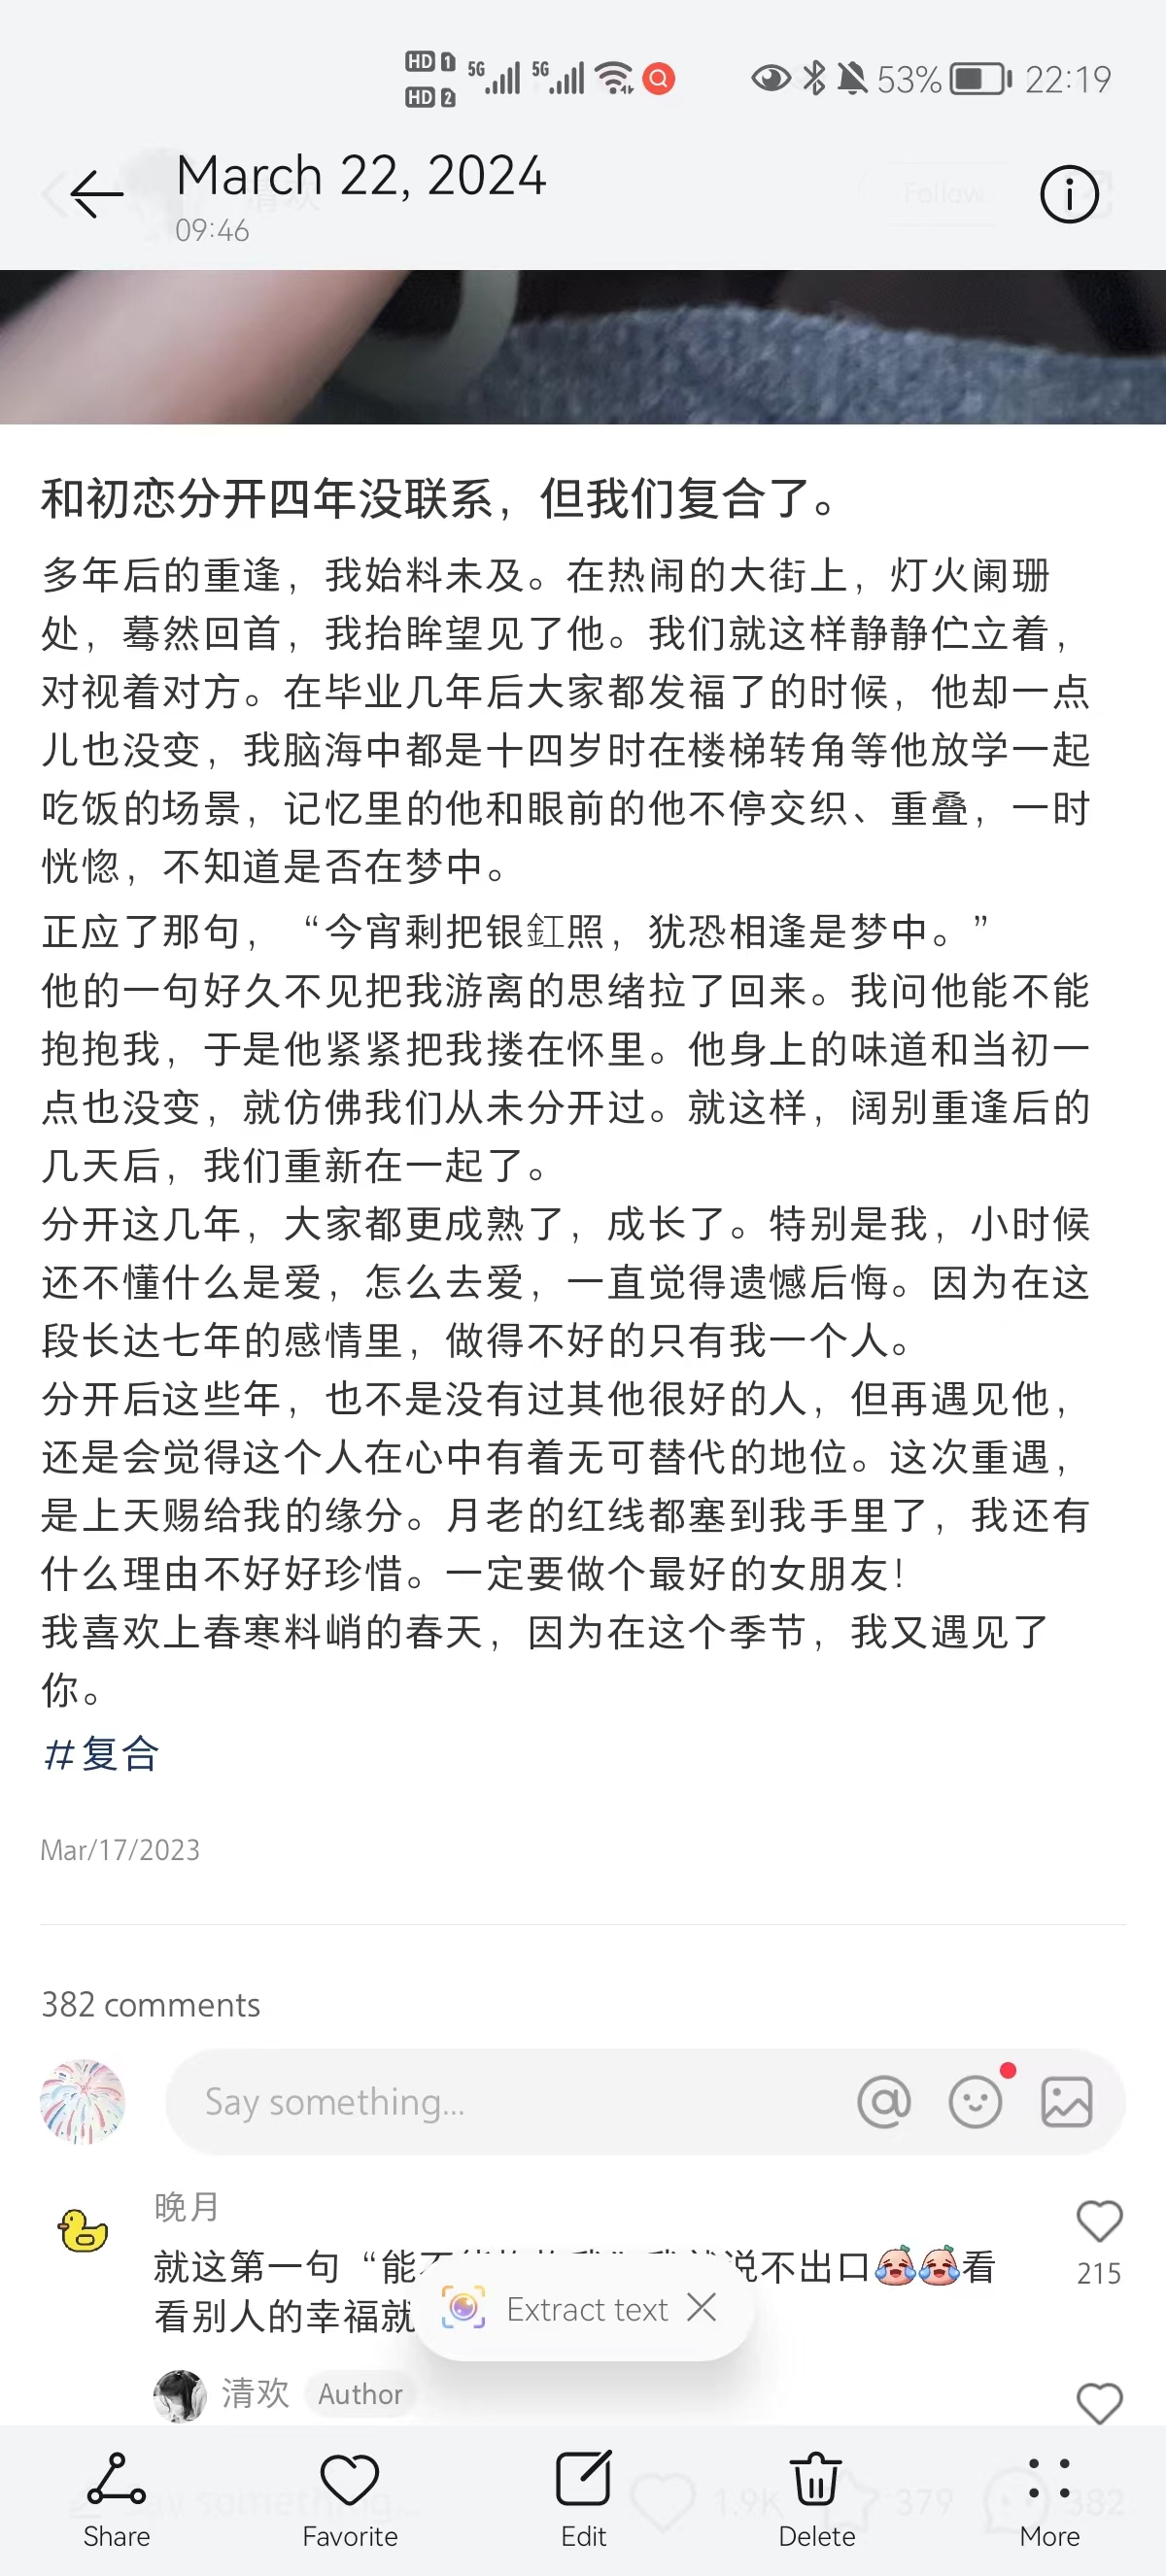 HD 1 5G 5G 53% 22:19
HD 2
March 22, 2024
09:46
Follow
和初恋分开四年没联系，但我们复合了。
多年后的重逢，我始料未及。在热闹的大街上，灯火阑珊
处，蓦然回首，我抬眸望见了他。我们就这样静静伫立着，
对视着对方。在毕业几年后大家都发福了的时候，他却一点
儿也没变，我脑海中都是十四岁时在楼梯转角等他放学一起
吃饭的场景，记忆里的他和眼前的他不停交织、重叠，一时
恍惚，不知道是否在梦中。
正应了那句，“今宵剩把银釭照，犹恐相逢是梦中。”
他的一句好久不见把我游离的思绪拉了回来。我问他能不能
抱抱我，于是他紧紧把我搂在怀里。他身上的味道和当初一
点也没变，就仿佛我们从未分开过。就这样，阔别重逢后的
几天后，我们重新在一起了。
分开这几年，大家都更成熟了，成长了。特别是我，小时候
还不懂什么是爱，怎么去爱，一直觉得遗憾后悔。因为在这
段长达七年的感情里，做得不好的只有我一个人。
分开后这些年，也不是没有过其他很好的人，但再遇见他，
还是会觉得这个人在心中有着无可替代的地位。这次重遇，
是上天赐给我的缘分。月老的红线都塞到我手里了，我还有
什么理由不好好珍惜。一定要做个最好的女朋友！
我喜欢上春寒料峭的春天，因为在这个季节，我又遇见了
你。
#复合
Mar/17/2023
382 comments
Say something...
晚月
就这第一句“能 说不出口 看
看别人的幸福就
215
Extract text
清欢 Author
1.9K 379 382
Share Favorite Edit Delete More